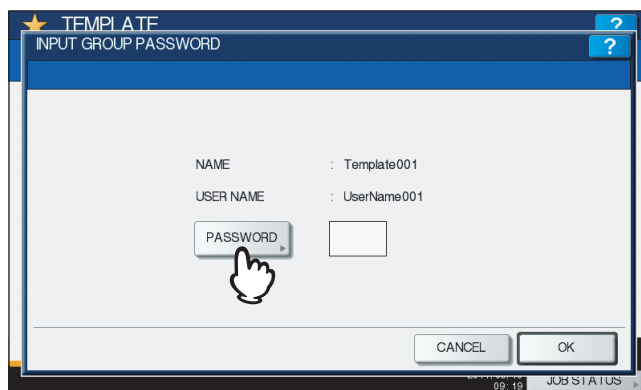 TEMPLATE
?
INPUT GROUP PASSWORD
?
NAME : Template001
USER NAME : UserName001
PASSWORD
CANCEL
OK
09:19
JOB STATUS